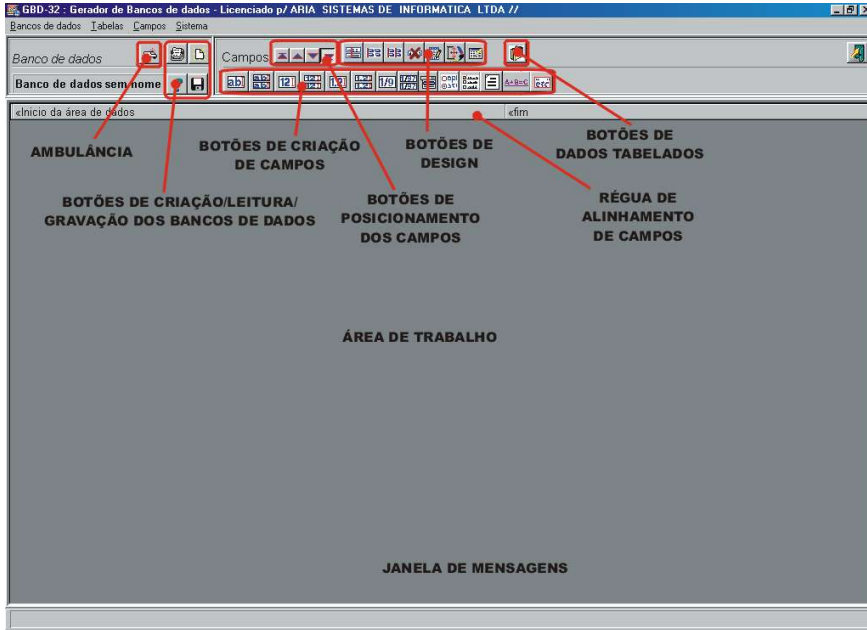 GBD-32 : Gerador de Bancos de dados - Licenciado p/ ARIA SISTEMAS DE INFORMATICA LTDA //
Bancos de dados Tabelas Campos Sistema
Banco de dados
Campos
Banco de dados sem nome
«Inicio da área de dados
«fim
AMBULÂNCIA
BOTÕES DE CRIAÇÃO
DE CAMPOS
BOTÕES DE
DESIGN
BOTÕES DE
DADOS TABELADOS
BOTÕES DE CRIAÇÃO/LEITURA/
GRAVAÇÃO DOS BANCOS DE DADOS
BOTÕES DE
POSICIONAMENTO
DOS CAMPOS
RÉGUA DE
ALINHAMENTO
DE CAMPOS
ÁREA DE TRABALHO
JANELA DE MENSAGENS